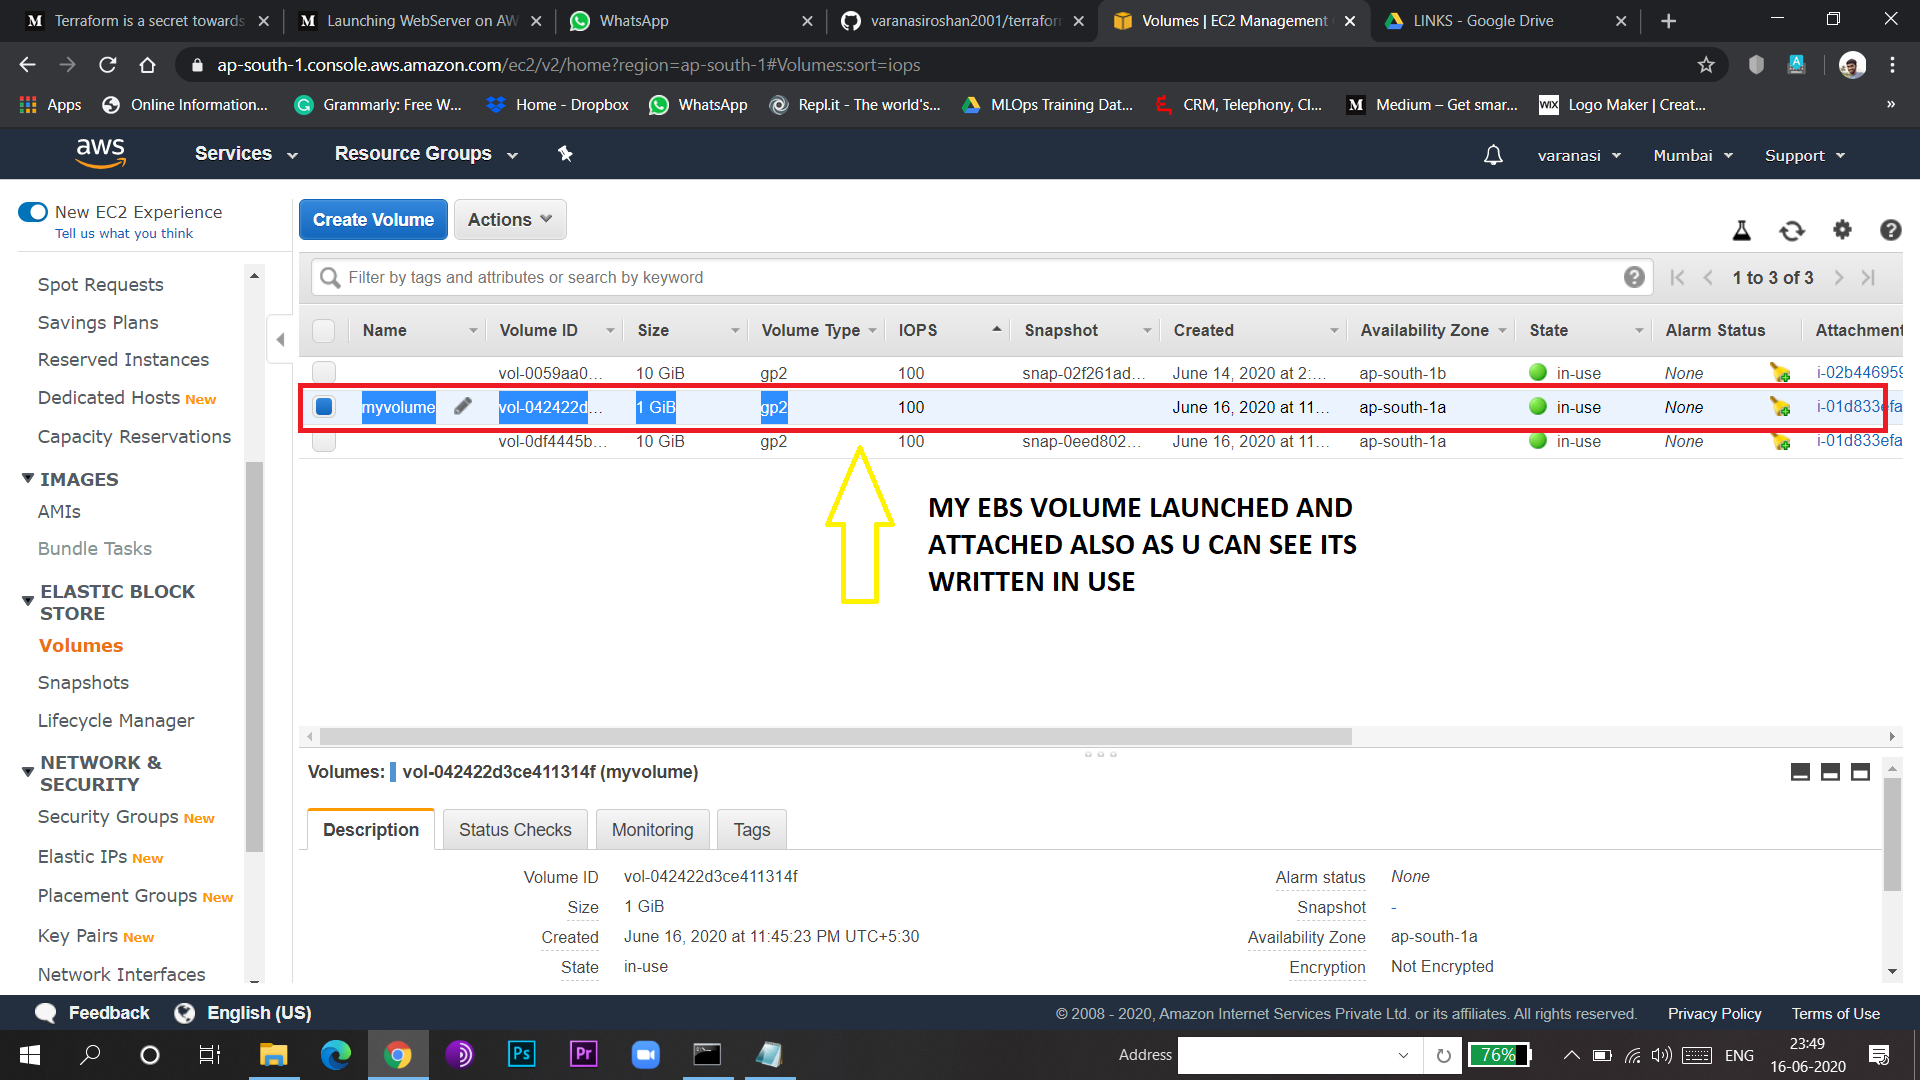 Terraform is a secret towards
Launching WebServer on AW
WhatsApp
varanasiroshan2001/terraform
Volumes | EC2 Management
LINKS - Google Drive
ap-south-1.console.aws.amazon.com/ec2/v2/home?region=ap-south-1#Volumes:sort=iops
Apps
Online Information...
Grammarly: Free W...
Home - Dropbox
WhatsApp
Repl.it - The world's...
MLOps Training Dat...
CRM, Telephony, Cl...
Medium – Get smar...
WIX Logo Maker | Creat...
»
aws
Services
Resource Groups
varanasi
Mumbai
Support
New EC2 Experience
Tell us what you think
Spot Requests
Savings Plans
Reserved Instances
Dedicated Hosts New
Capacity Reservations
IMAGES
AMIs
Bundle Tasks
ELASTIC BLOCK
STORE
Volumes
Snapshots
Lifecycle Manager
NETWORK &
SECURITY
Security Groups New
Elastic IPs New
Placement Groups New
Key Pairs New
Network Interfaces
Create Volume
Actions
Filter by tags and attributes or search by keyword
1 to 3 of 3
Name Volume ID Size Volume Type IOPS Snapshot Created Availability Zone State Alarm Status Attachment
vol-0059aa0... 10 GiB gp2 100 snap-02f261ad... June 14, 2020 at 2:... ap-south-1b in-use None i-02b446959
myvolume vol-042422d... 1 GiB gp2 100 June 16, 2020 at 11... ap-south-1a in-use None i-01d833efa
vol-0df4445b... 10 GiB gp2 100 snap-0eed802... June 16, 2020 at 11... ap-south-1a in-use None i-01d833efa
MY EBS VOLUME LAUNCHED AND
ATTACHED ALSO AS U CAN SEE ITS
WRITTEN IN USE
Volumes: vol-042422d3ce411314f (myvolume)
Description
Status Checks
Monitoring
Tags
Volume ID vol-042422d3ce411314f
Size 1 GiB
Created June 16, 2020 at 11:45:23 PM UTC+5:30
State in-use
Alarm status None
Snapshot -
Availability Zone ap-south-1a
Encryption Not Encrypted
Feedback
English (US)
© 2008 - 2020, Amazon Internet Services Private Ltd. or its affiliates. All rights reserved.
Privacy Policy
Terms of Use
Ps
Pr
Address
76%
ENG
23:49
16-06-2020